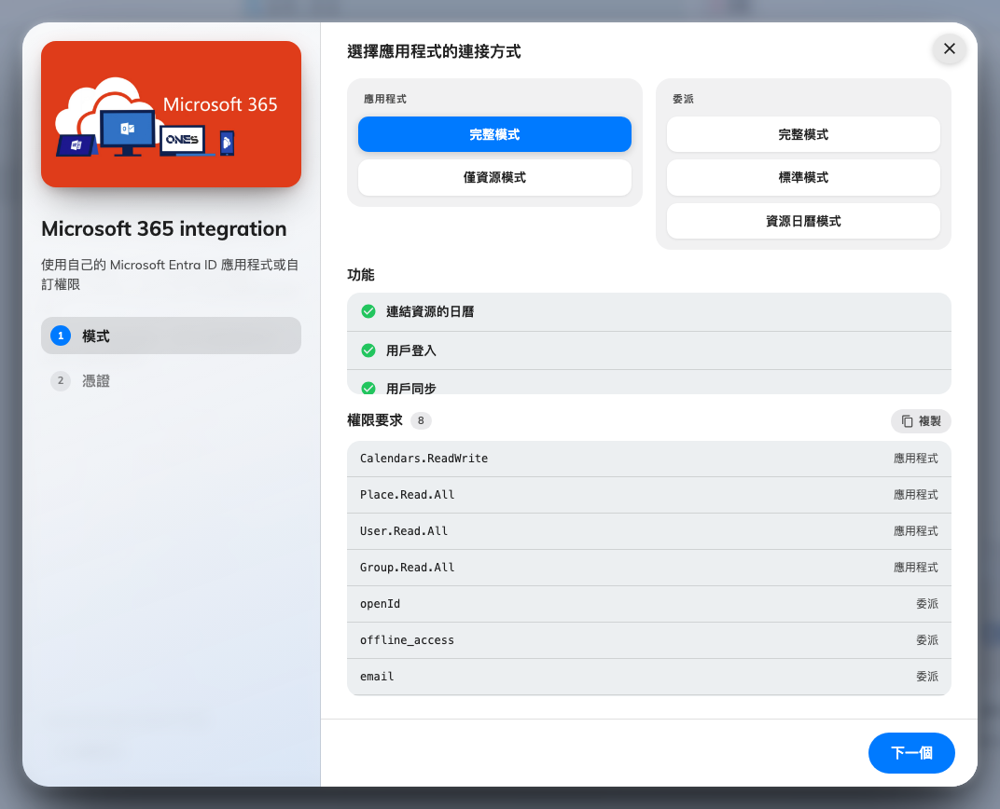 Microsoft 365
ONES
Microsoft 365 integration
使用自己的 Microsoft Entra ID 應用程式或自
訂權限
1 模式
2 憑證
選擇應用程式的連接方式
應用程式
完整模式
僅資源模式
委派
完整模式
標準模式
資源日曆模式
功能
連結資源的日曆
用戶登入
用戶同步
權限要求 8
複製
Calendars.ReadWrite 應用程式
Place.Read.All 應用程式
User.Read.All 應用程式
Group.Read.All 應用程式
openId 委派
offline_access 委派
email 委派
下一個